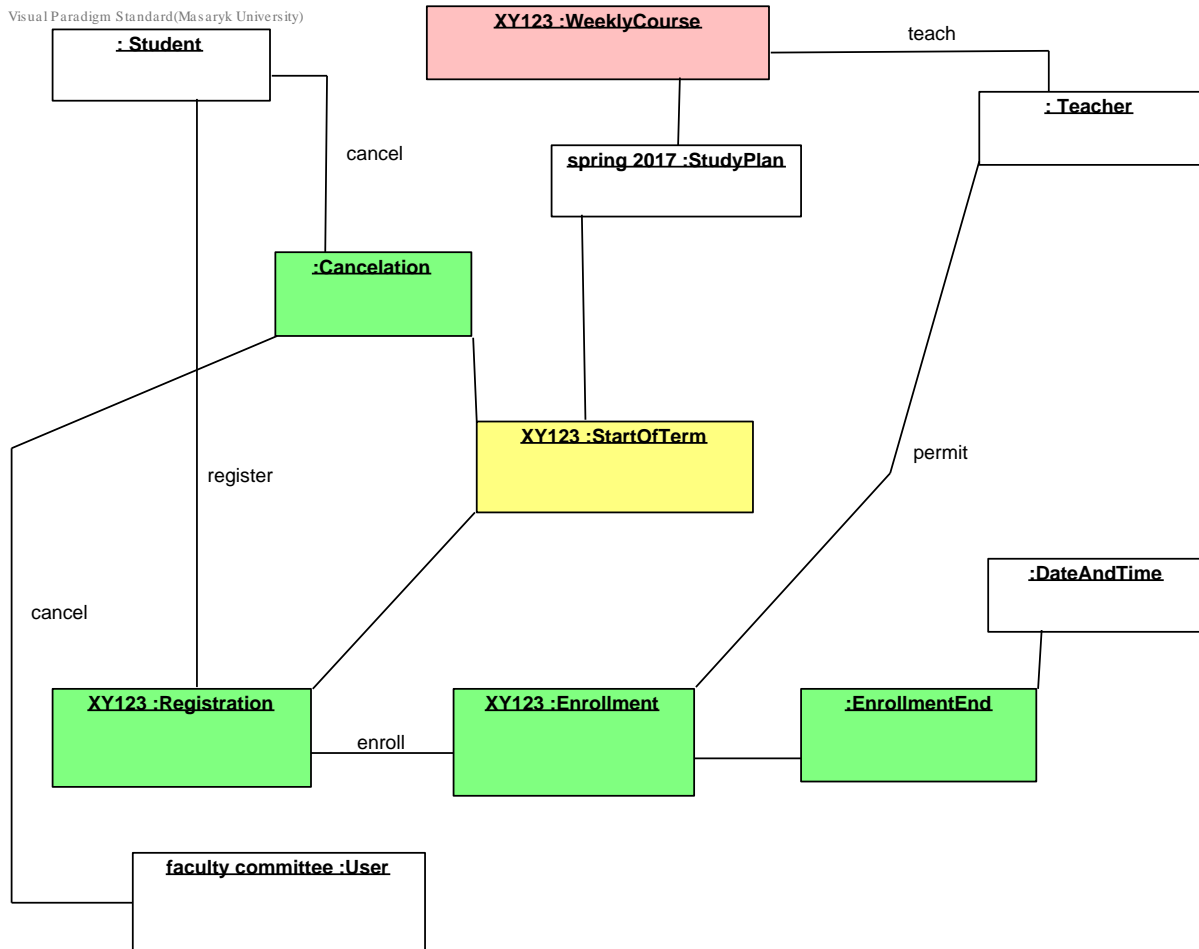 Visual Paradigm Standard(Masaryk University)
XY123 :WeeklyCourse
: Student
teach
: Teacher
cancel
spring 2017 :StudyPlan
:Cancelation
XY123 :StartOfTerm
permit
register
:DateAndTime
cancel
XY123 :Registration
XY123 :Enrollment
:EnrollmentEnd
enroll
faculty committee :User